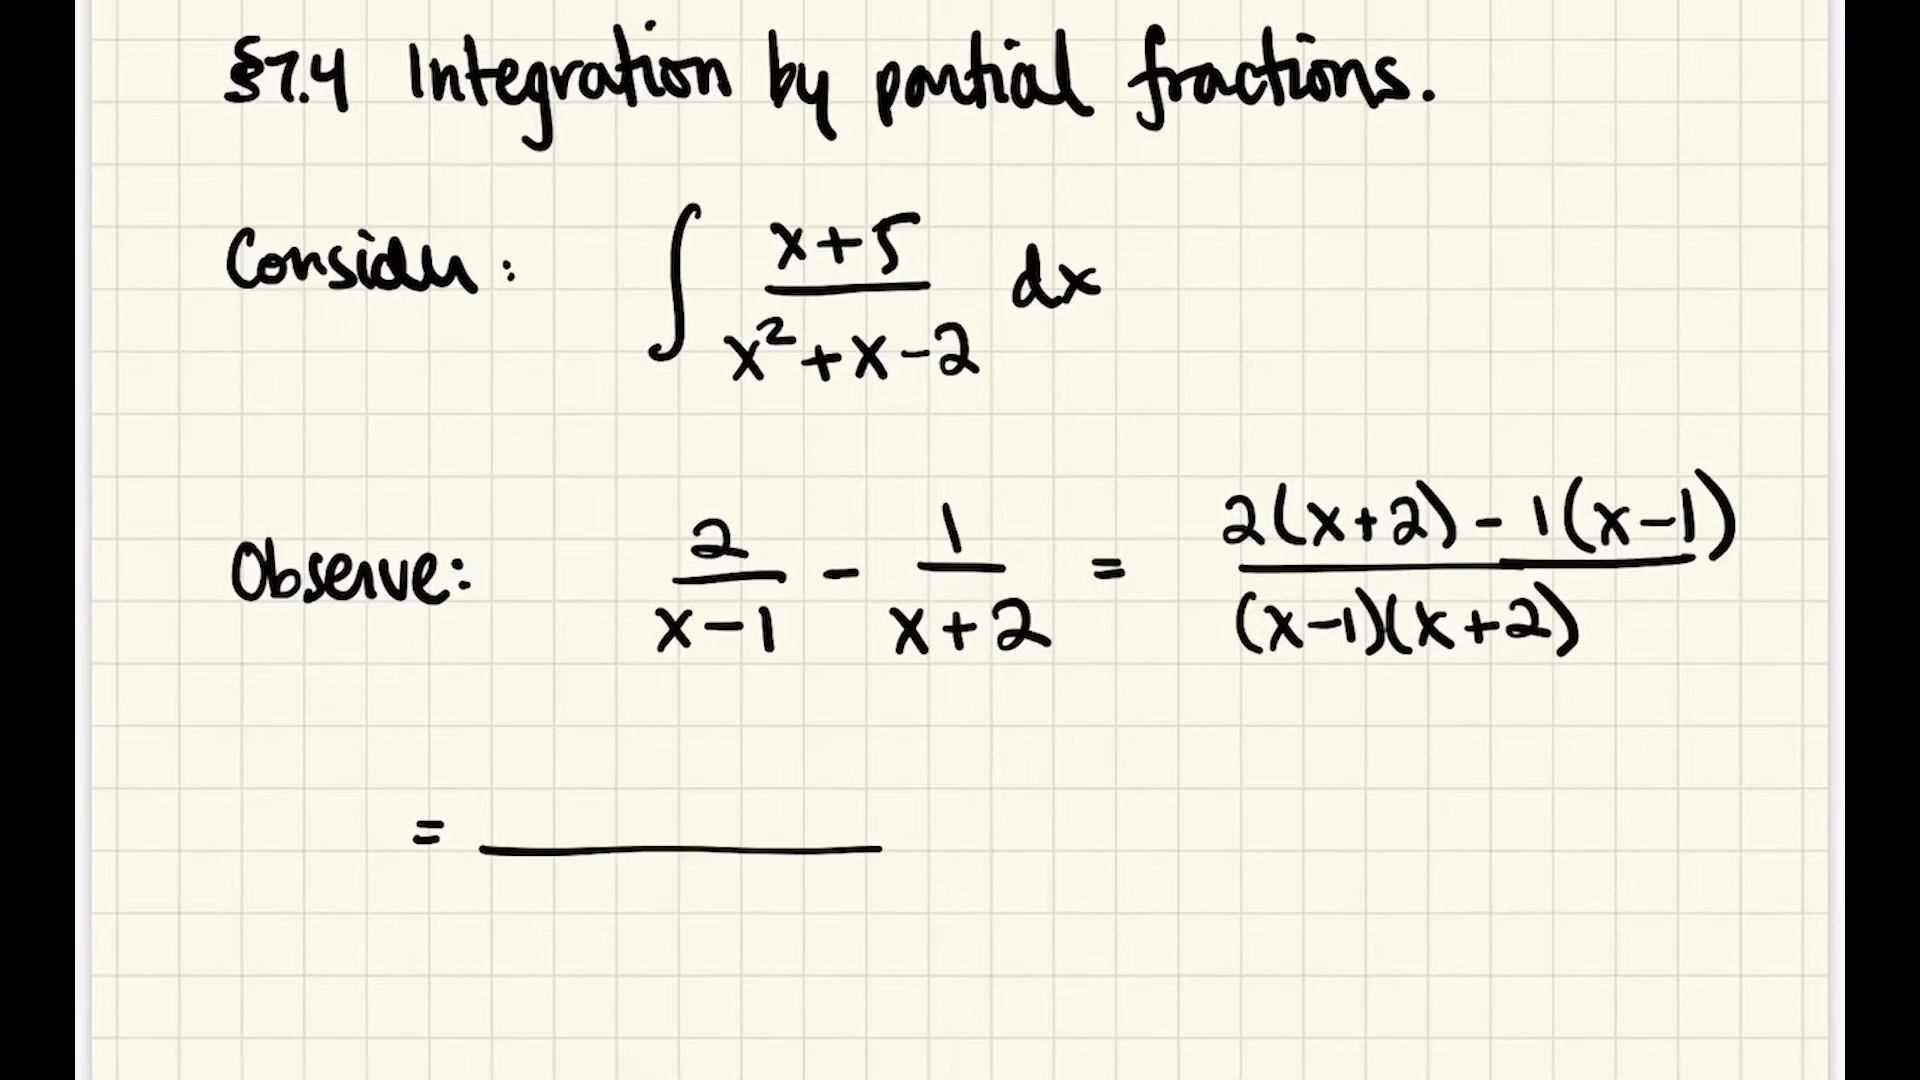 §7.4 Integration by partial fractions.
Consider: ∫ (x+5)/(x²+x-2) dx
Observe: 2/(x-1) - 1/(x+2) = (2(x+2) - 1(x-1))/((x-1)(x+2))
=